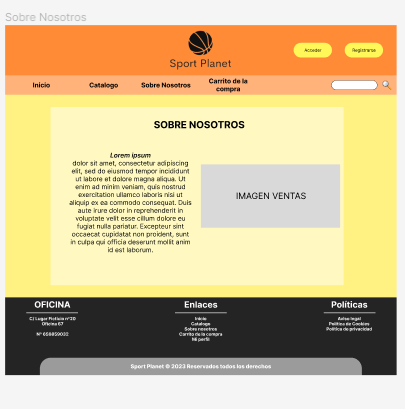 Sobre Nosotros
Sport Planet
Acceder
Registrarse
Inicio
Catalogo
Sobre Nosotros
Carrito de la
compra
SOBRE NOSOTROS
Lorem ipsum
dolor sit amet, consectetur adipiscing
elit, sed do eiusmod tempor incididunt
ut labore et dolore magna aliqua. Ut
enim ad minim veniam, quis nostrud
exercitation ullamco laboris nisi ut
aliquip ex ea commodo consequat. Duis
aute irure dolor in reprehenderit in
voluptate velit esse cillum dolore eu
fugiat nulla pariatur. Excepteur sint
occaecat cupidatat non proident, sunt
in culpa qui officia deserunt mollit anim
id est laborum.
IMAGEN VENTAS
OFICINA
C/ Lugar Ficticio nº20
Oficina 67
Nº 659859032
Enlaces
Inicio
Catalogo
Sobre nosotros
Carrito de la compra
Mi perfil
Políticas
Aviso legal
Política de Cookies
Política de privacidad
Sport Planet © 2023 Reservados todos los derechos